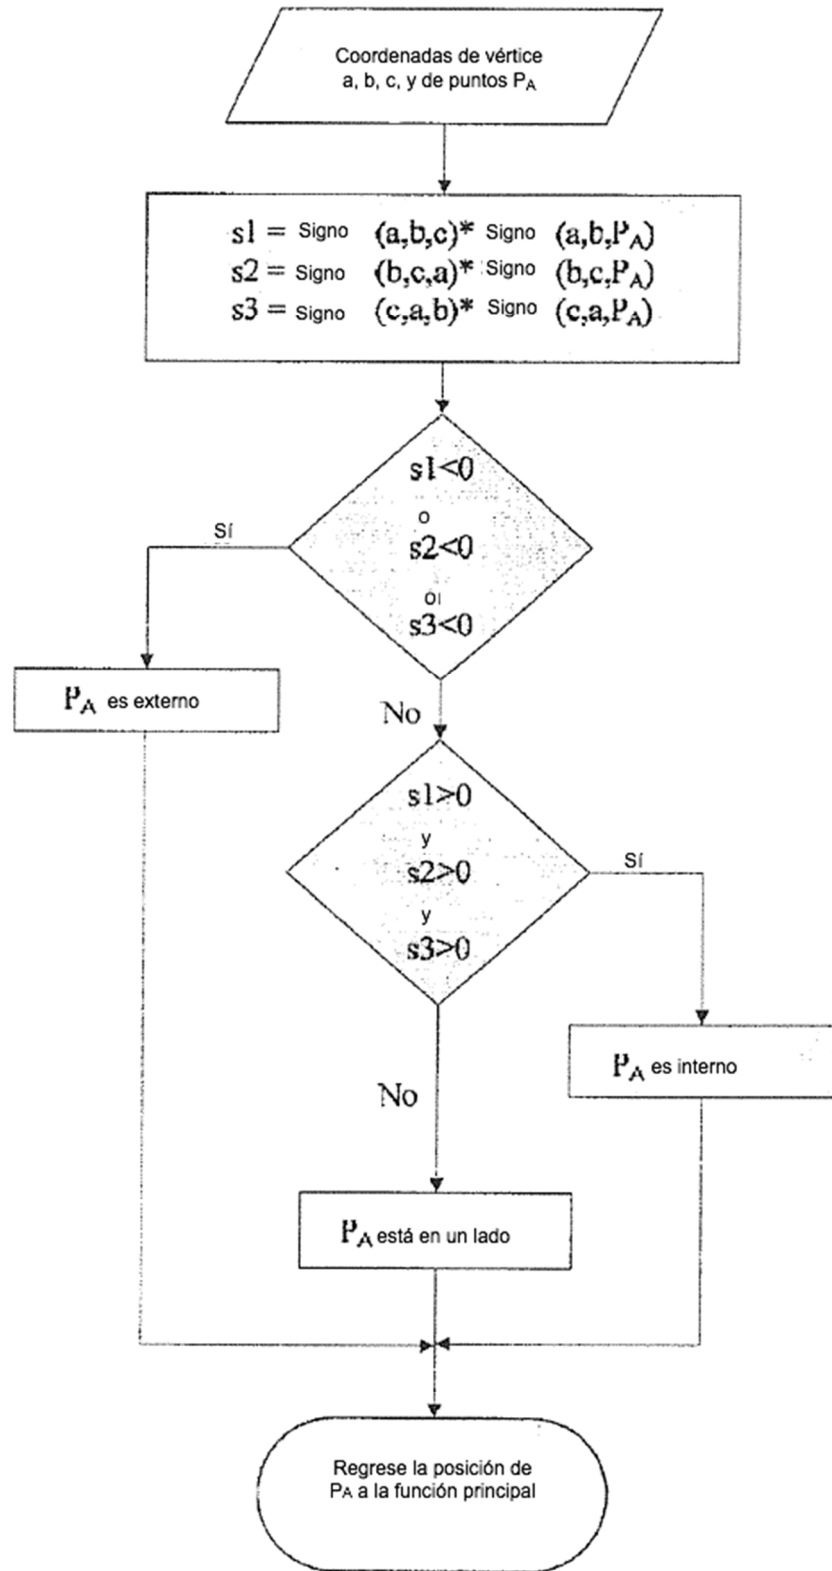 Coordenadas de vértice
a, b, c, y de puntos PA
s1 = Signo (a,b,c)* Signo (a,b,PA)
s2 = Signo (b,c,a)* Signo (b,c,PA)
s3 = Signo (c,a,b)* Signo (c,a,PA)
s1<0
o
s2<0
o
s3<0
Sí
PA es externo
No
s1>0
y
s2>0
y
s3>0
Sí
PA es interno
No
PA está en un lado
Regrese la posición de
PA a la función principal